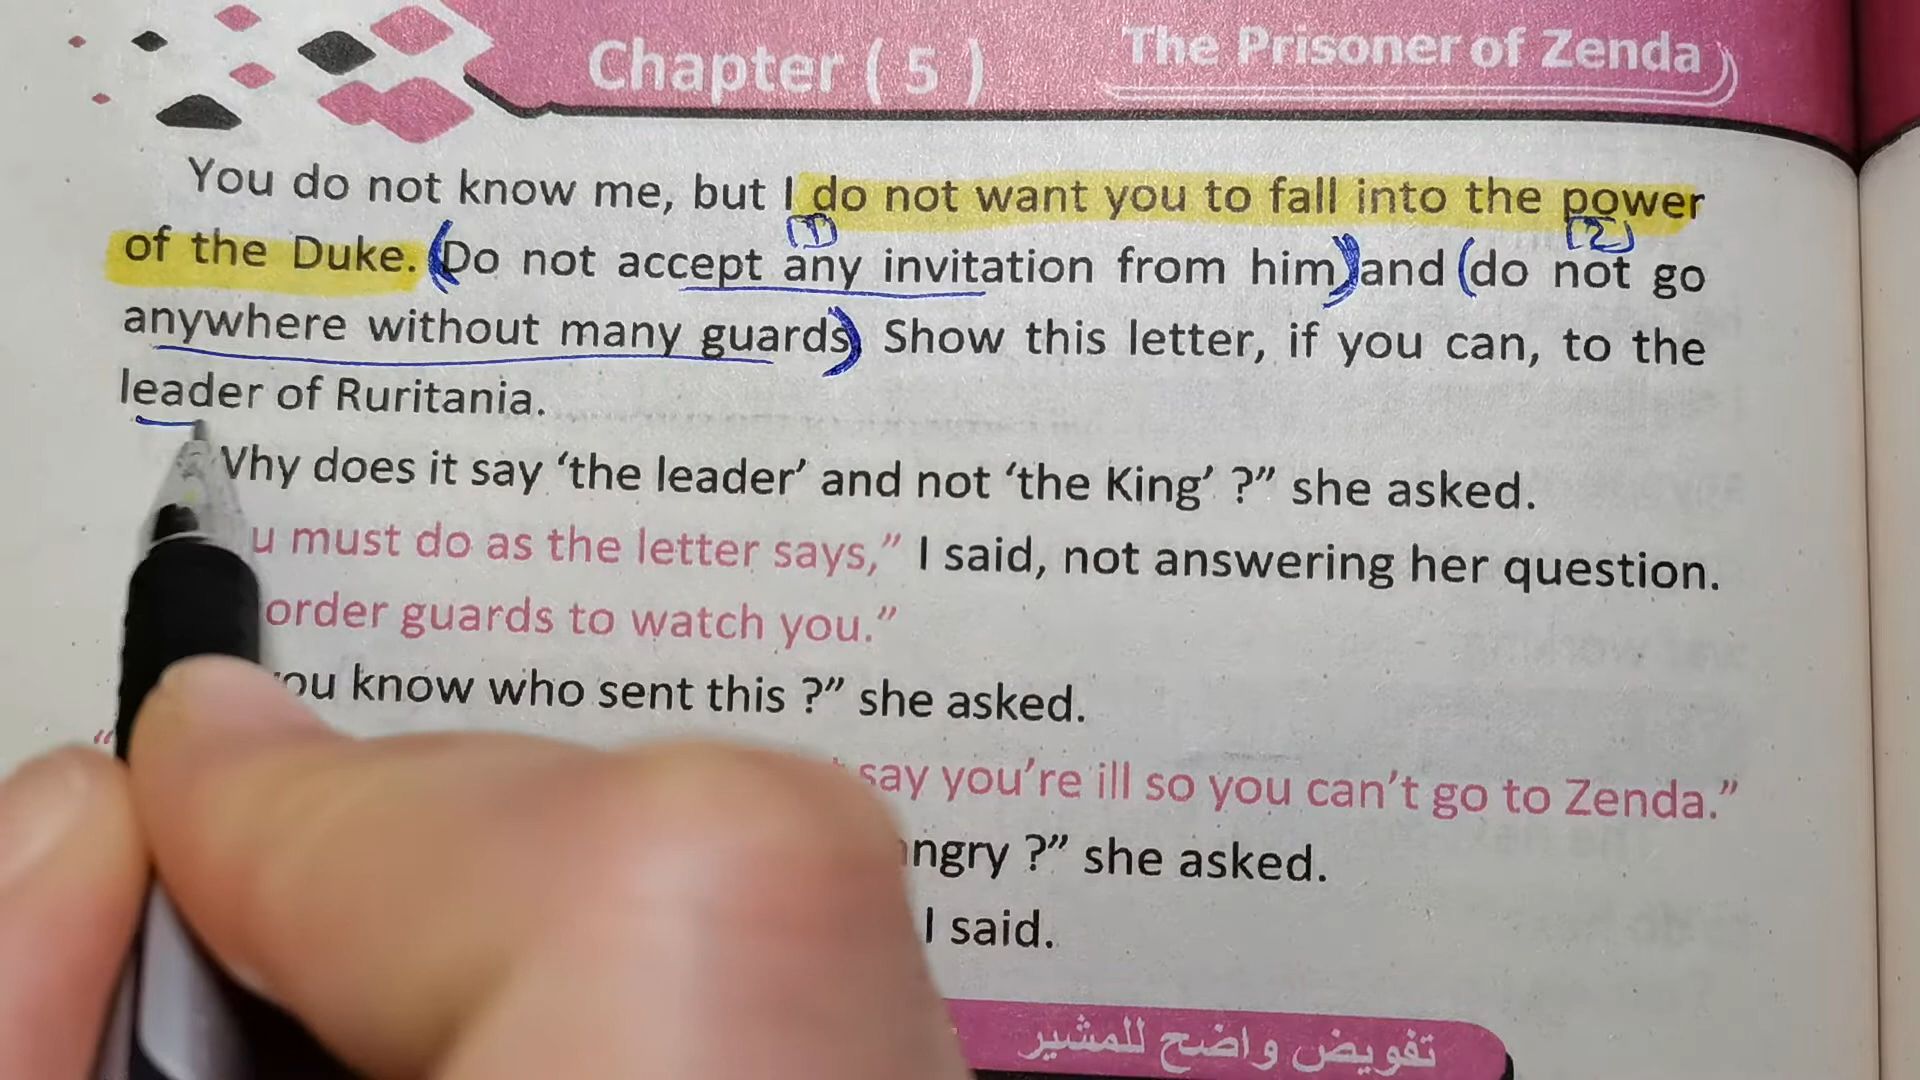 Chapter ( 5 )
The Prisoner of Zenda
You do not know me, but I do not want you to fall into the power
[1] [2]
of the Duke. (Do not accept any invitation from him) and (do not go
anywhere without many guards) Show this letter, if you can, to the
leader of Ruritania.
Why does it say ‘the leader’ and not ‘the King’ ?” she asked.
must do as the letter says,” I said, not answering her question.
order guards to watch you.”
know who sent this ?” she asked.
say you’re ill so you can’t go to Zenda.”
?” she asked.
I said.
تفويض واضح للمشير